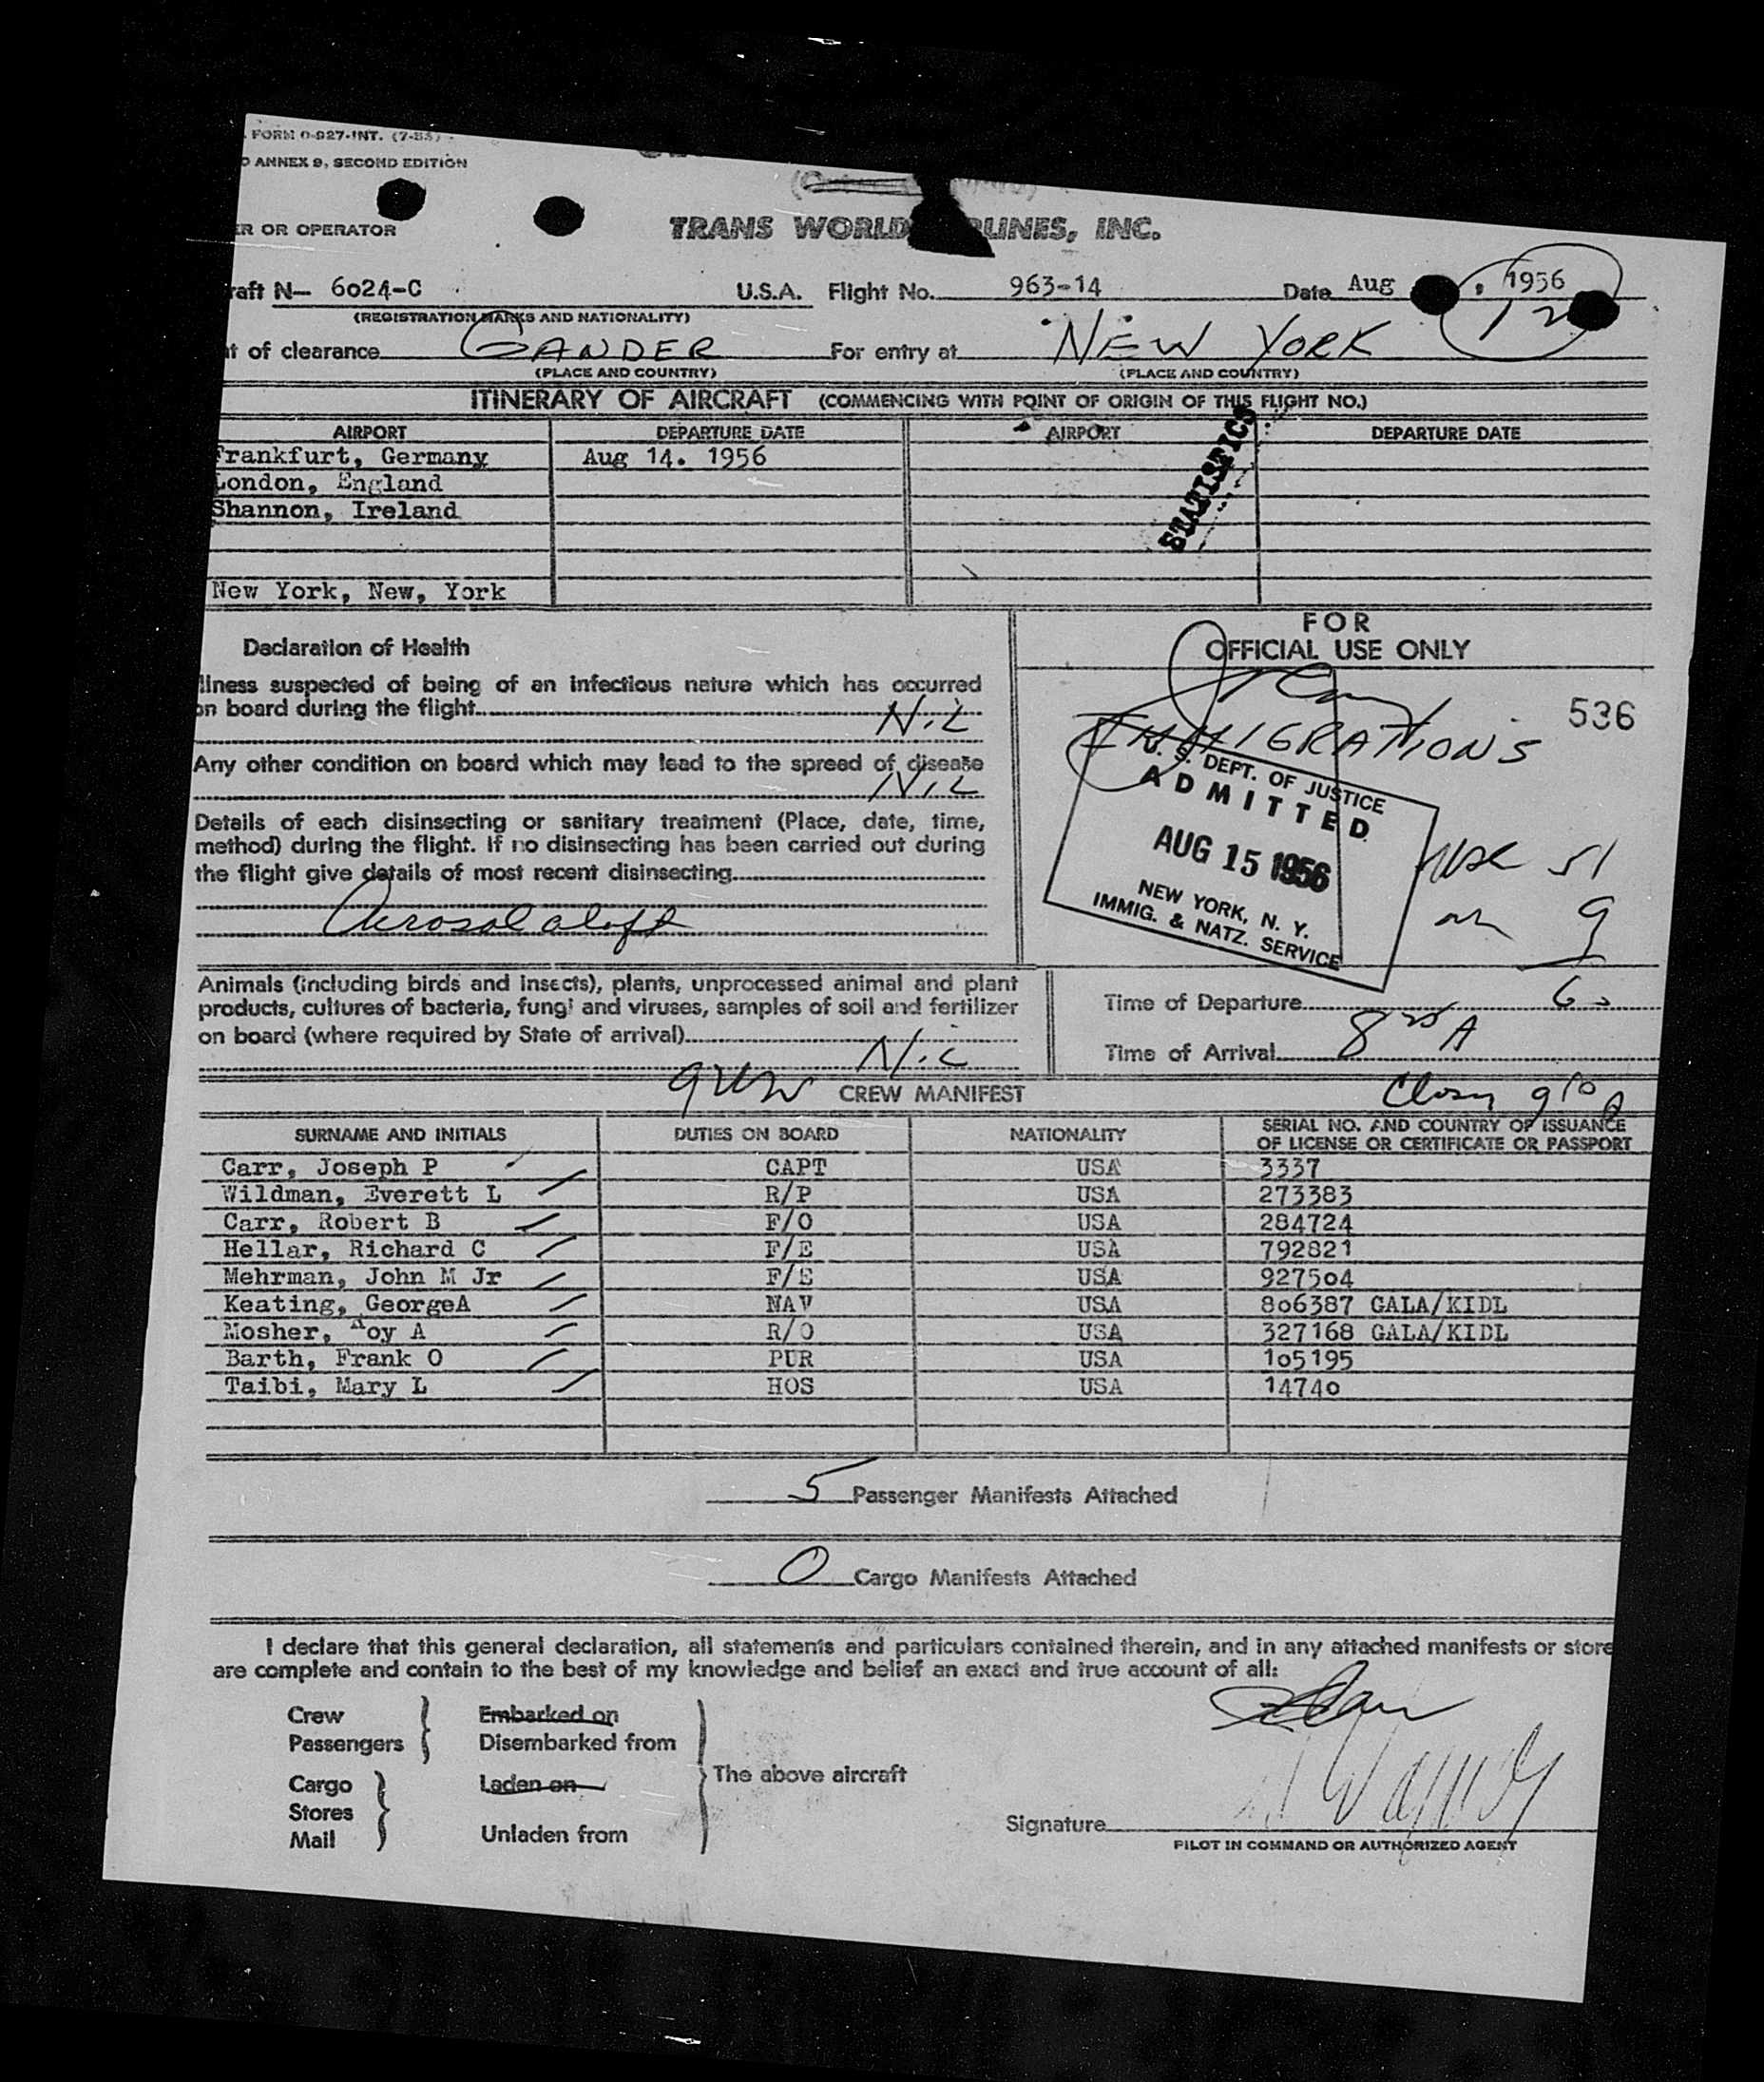 FORM O-927-INT. (7-53)
ANNEX 9, SECOND EDITION
ER OR OPERATOR
TRANS WORLD LINES, INC.
raft N— 6024-C U.S.A. Flight No. 963-14 Date Aug , 1956
(REGISTRATION MARKS AND NATIONALITY)
12
nt of clearance GANDER For entry at NEW YORK
(PLACE AND COUNTRY) (PLACE AND COUNTRY)
ITINERARY OF AIRCRAFT (COMMENCING WITH POINT OF ORIGIN OF THIS FLIGHT NO.)
AIRPORT DEPARTURE DATE AIRPORT DEPARTURE DATE
Frankfurt, Germany Aug 14. 1956
London, England
Shannon, Ireland
STATISTICS
New York, New, York
Declaration of Health
llness suspected of being of an infectious nature which has occurred
on board during the flight Nil
Any other condition on board which may lead to the spread of disease
Nil
Details of each disinsecting or sanitary treatment (Place, date, time,
method) during the flight. If no disinsecting has been carried out during
the flight give details of most recent disinsecting
Aerosol aloft
FOR
OFFICIAL USE ONLY
536
IMMIGRATIONS
U. S. DEPT. OF JUSTICE
ADMITTED
AUG 15 1956
NEW YORK, N. Y.
IMMIG. & NATZ. SERVICE
USC 51
9
Animals (including birds and insects), plants, unprocessed animal and plant
products, cultures of bacteria, fungi and viruses, samples of soil and fertilizer
on board (where required by State of arrival)
Nil
Time of Departure 60
Time of Arrival 8 A
CREW MANIFEST
SURNAME AND INITIALS DUTIES ON BOARD NATIONALITY SERIAL NO. AND COUNTRY OF ISSUANCE
OF LICENSE OR CERTIFICATE OR PASSPORT
Carr, Joseph P CAPT USA 3337
Wildman, Everett L R/P USA 273383
Carr, Robert B F/O USA 284724
Hellar, Richard C F/E USA 792821
Mehrman, John M Jr F/E USA 927504
Keating, GeorgeA NAV USA 806387 GALA/KIDL
Mosher, Roy A R/O USA 327168 GALA/KIDL
Barth, Frank O PUR USA 105195
Taibi, Mary L HOS USA 14740
5 Passenger Manifests Attached
0 Cargo Manifests Attached
I declare that this general declaration, all statements and particulars contained therein, and in any attached manifests or store
are complete and contain to the best of my knowledge and belief an exact and true account of all:
Crew Embarked on
Passengers Disembarked from
The above aircraft
Cargo Laden on
Stores
Mail Unladen from
Signature
PILOT IN COMMAND OR AUTHORIZED AGENT